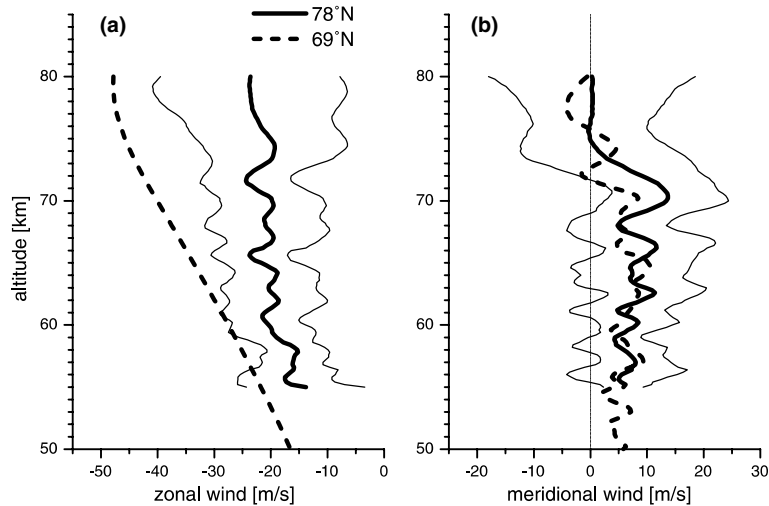 (a)
78°N
69°N
(b)
80
70
60
50
altitude [km]
-50 -40 -30 -20 -10 0
zonal wind [m/s]
80
70
60
50
-20 -10 0 10 20 30
meridional wind [m/s]